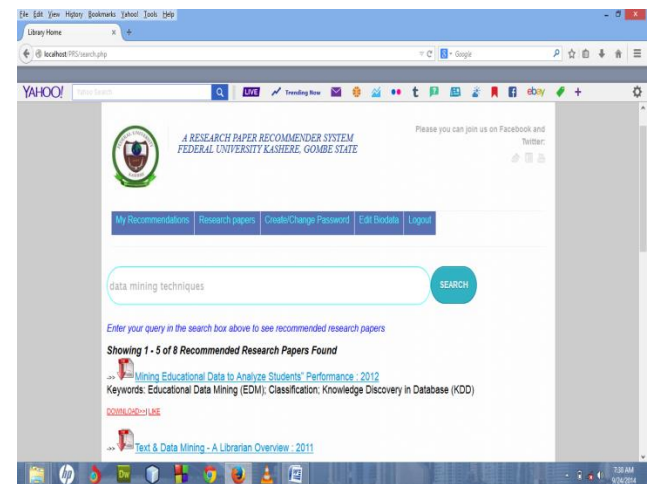 File Edit View History Bookmarks Yahoo! Tools Help
Library Home
localhost/PRS/search.php
Google
YAHOO!
LIVE
Trending Now
ebay
A RESEARCH PAPER RECOMMENDER SYSTEM
FEDERAL UNIVERSITY KASHERE, GOMBE STATE
Please you can join us on Facebook and
Twitter:
My Recommendations Research papers Create/Change Password Edit Biodata Logout
data mining techniques
SEARCH
Enter your query in the search box above to see recommended research papers
Showing 1 - 5 of 8 Recommended Research Papers Found
->> Mining Educational Data to Analyze Students" Performance : 2012
Keywords: Educational Data Mining (EDM); Classification; Knowledge Discovery in Database (KDD)
DOWNLOAD>>| LIKE
->> Text & Data Mining - A Librarian Overview : 2011
7:38 AM
9/24/2014